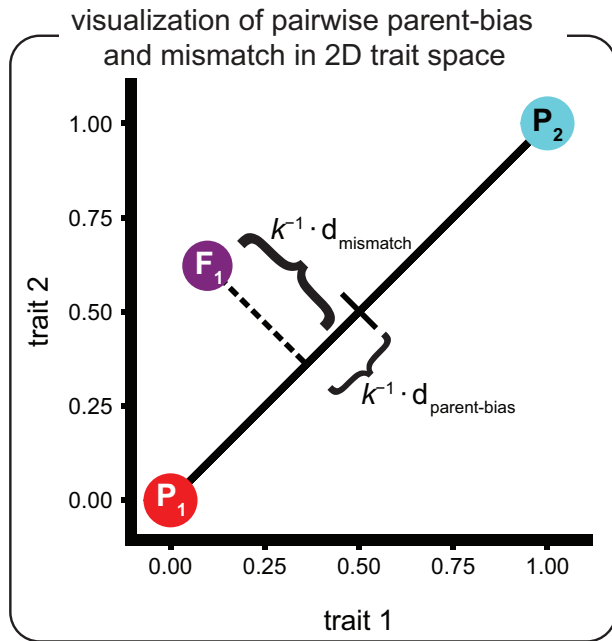 visualization of pairwise parent-bias
and mismatch in 2D trait space
1.00
0.75
0.50
0.25
0.00
trait 2
P₂
k⁻¹ · d_mismatch
F₁
k⁻¹ · d_parent-bias
P₁
0.00 0.25 0.50 0.75 1.00
trait 1